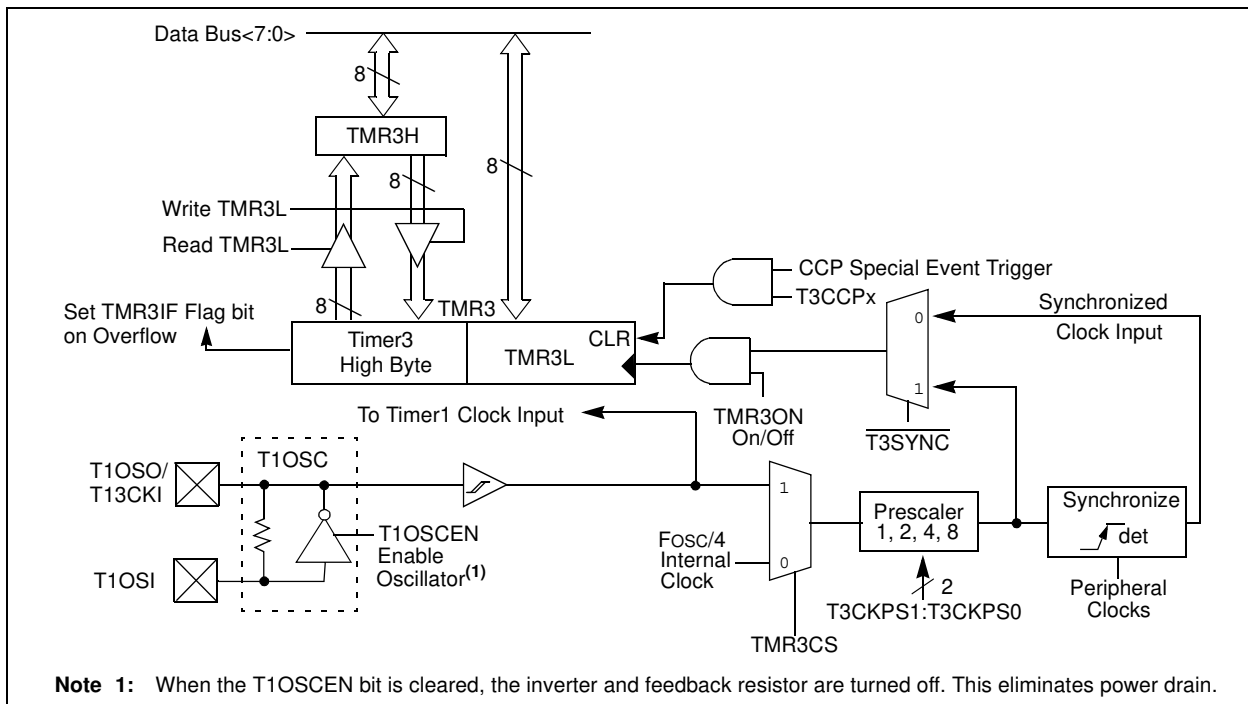 Data Bus<7:0>
8
TMR3H
8
8
Write TMR3L
Read TMR3L
CCP Special Event Trigger
T3CCPx
8
TMR3
Set TMR3IF Flag bit
on Overflow
Timer3
High Byte
TMR3L
CLR
0
1
Synchronized
Clock Input
TMR3ON
On/Off
T3SYNC
To Timer1 Clock Input
T1OSC
T1OSO/
T13CKI
T1OSI
T1OSCEN
Enable
Oscillator(1)
1
0
FOSC/4
Internal
Clock
Prescaler
1, 2, 4, 8
Synchronize
det
2
T3CKPS1:T3CKPS0
Peripheral
Clocks
TMR3CS
Note 1: When the T1OSCEN bit is cleared, the inverter and feedback resistor are turned off. This eliminates power drain.